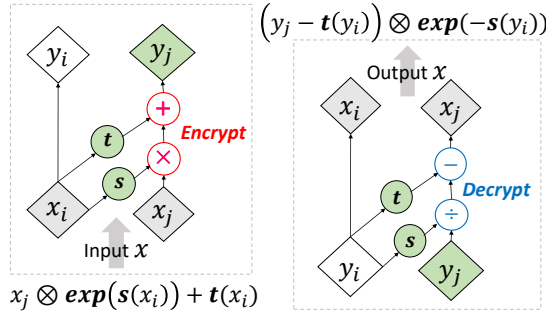 y_i
y_j
+
t
Encrypt
×
s
x_i
x_j
Input x
x_j ⊗ exp(s(x_i)) + t(x_i)
(y_j − t(y_i)) ⊗ exp(−s(y_i))
Output x
x_i
x_j
−
t
Decrypt
÷
s
y_i
y_j